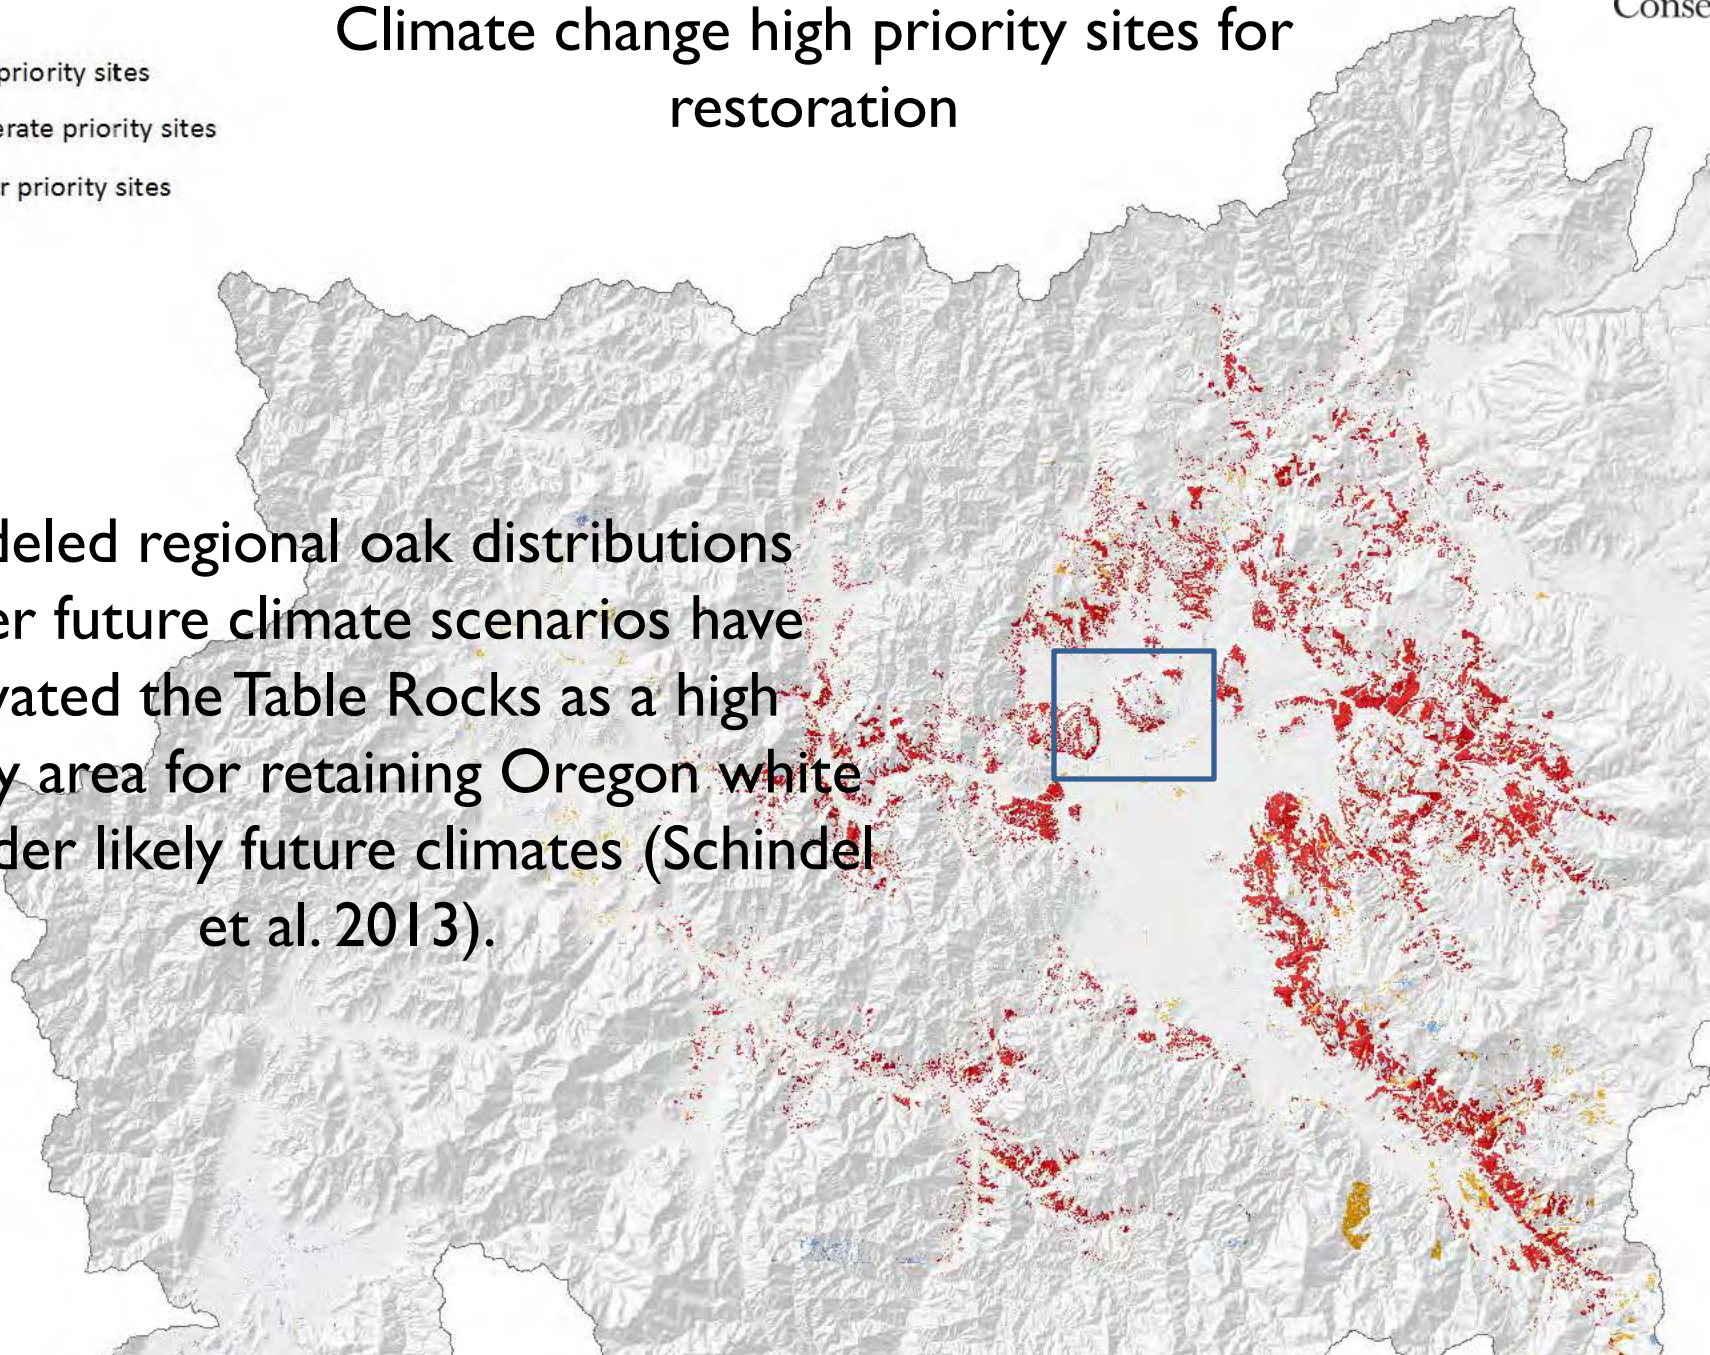 Climate change high priority sites for
restoration
Conse
priority sites
erate priority sites
r priority sites
deled regional oak distributions
er future climate scenarios have
vated the Table Rocks as a high
y area for retaining Oregon white
der likely future climates (Schindel
et al. 2013).